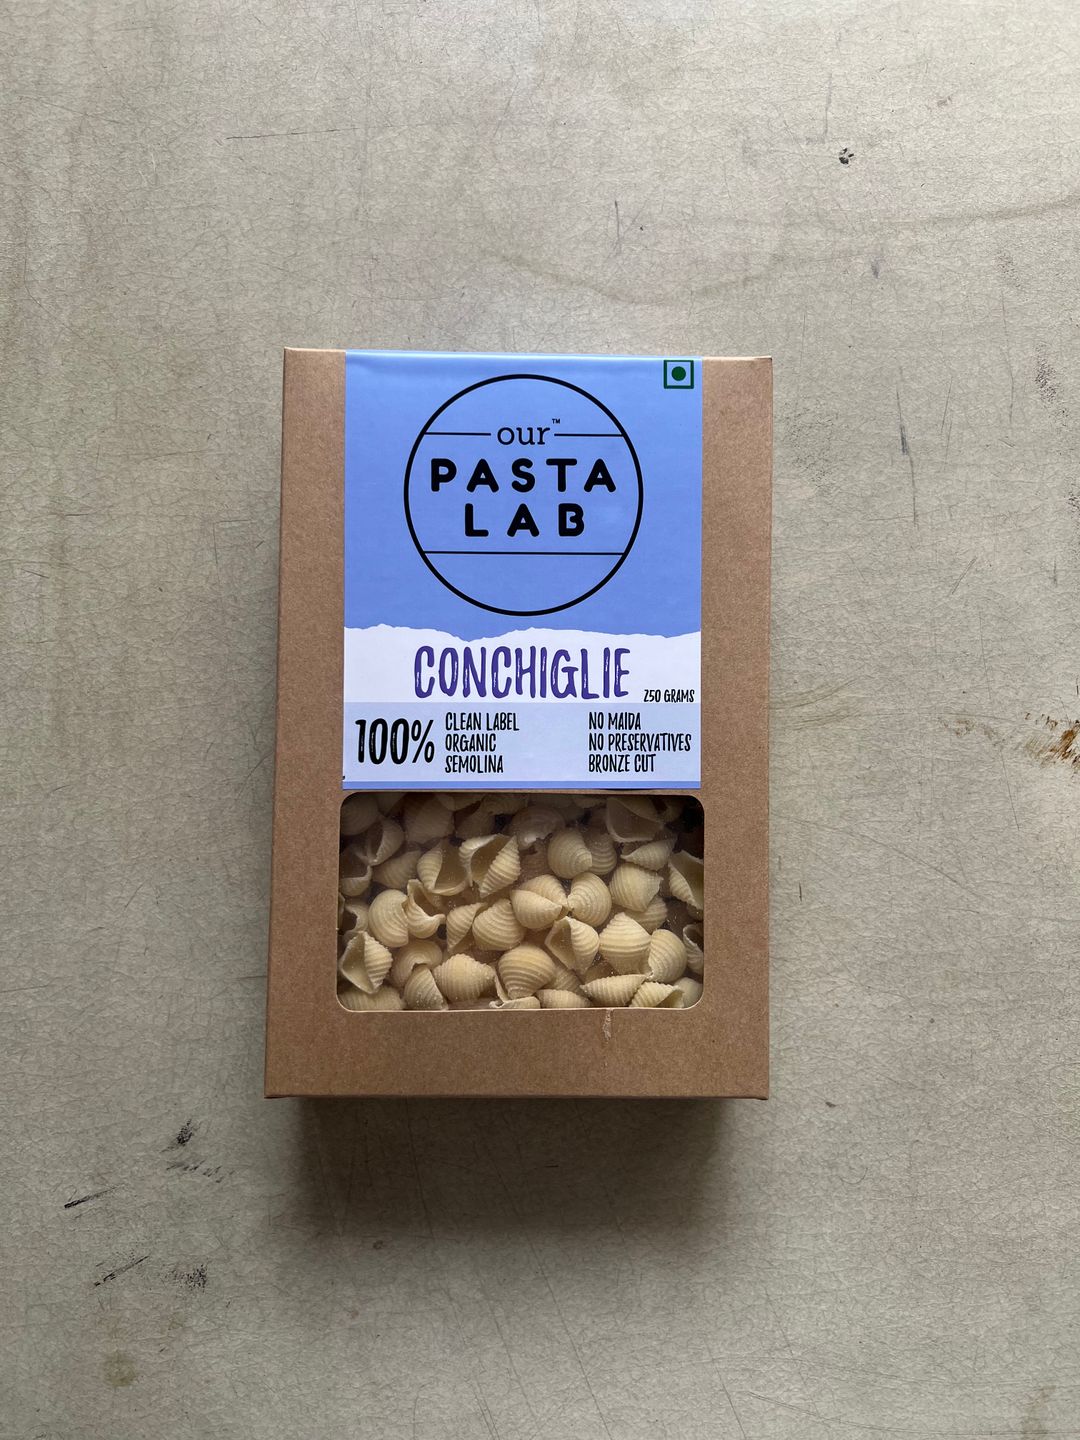 our™
PASTA
LAB
CONCHIGLIE
250 GRAMS
100%
CLEAN LABEL
ORGANIC
SEMOLINA
NO MAIDA
NO PRESERVATIVES
BRONZE CUT